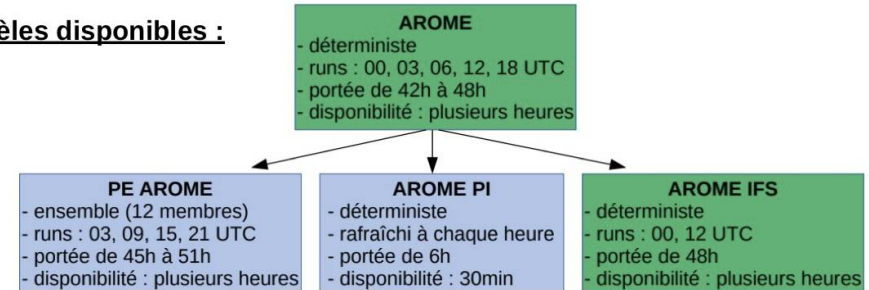 èles disponibles :
AROME
- déterministe
- runs : 00, 03, 06, 12, 18 UTC
- portée de 42h à 48h
- disponibilité : plusieurs heures
PE AROME
- ensemble (12 membres)
- runs : 03, 09, 15, 21 UTC
- portée de 45h à 51h
- disponibilité : plusieurs heures
AROME PI
- déterministe
- rafraîchi à chaque heure
- portée de 6h
- disponibilité : 30min
AROME IFS
- déterministe
- runs : 00, 12 UTC
- portée de 48h
- disponibilité : plusieurs heures